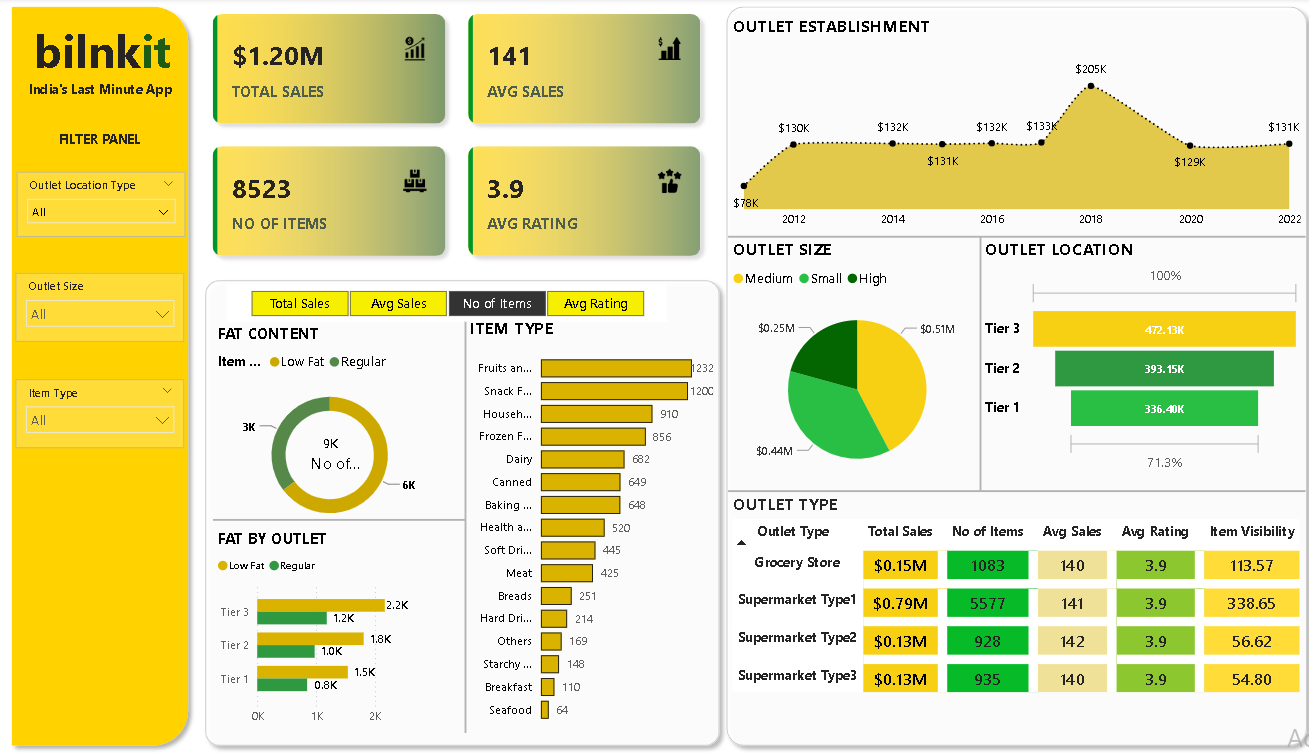 bilnkit
India's Last Minute App
FILTER PANEL
Outlet Location Type
All
Outlet Size
All
Item Type
All
$1.20M
TOTAL SALES
141
AVG SALES
8523
NO OF ITEMS
3.9
AVG RATING
Total Sales Avg Sales No of Items Avg Rating
FAT CONTENT
Item ... Low Fat Regular
3K
9K
No of...
6K
FAT BY OUTLET
Low Fat Regular
Tier 3 2.2K
1.2K
Tier 2 1.8K
1.0K
Tier 1 1.5K
0.8K
0K 1K 2K
ITEM TYPE
Fruits an... 1232
Snack F... 1200
Househ... 910
Frozen F... 856
Dairy 682
Canned 649
Baking ... 648
Health a... 520
Soft Dri... 445
Meat 425
Breads 251
Hard Dri... 214
Others 169
Starchy ... 148
Breakfast 110
Seafood 64
OUTLET ESTABLISHMENT
$78K $130K $132K $131K $132K $133K $205K $129K $131K
2012 2014 2016 2018 2020 2022
OUTLET SIZE
Medium Small High
$0.25M $0.51M
$0.44M
OUTLET LOCATION
100%
Tier 3 472.13K
Tier 2 393.15K
Tier 1 336.40K
71.3%
OUTLET TYPE
Outlet Type Total Sales No of Items Avg Sales Avg Rating Item Visibility
Grocery Store $0.15M 1083 140 3.9 113.57
Supermarket Type1 $0.79M 5577 141 3.9 338.65
Supermarket Type2 $0.13M 928 142 3.9 56.62
Supermarket Type3 $0.13M 935 140 3.9 54.80